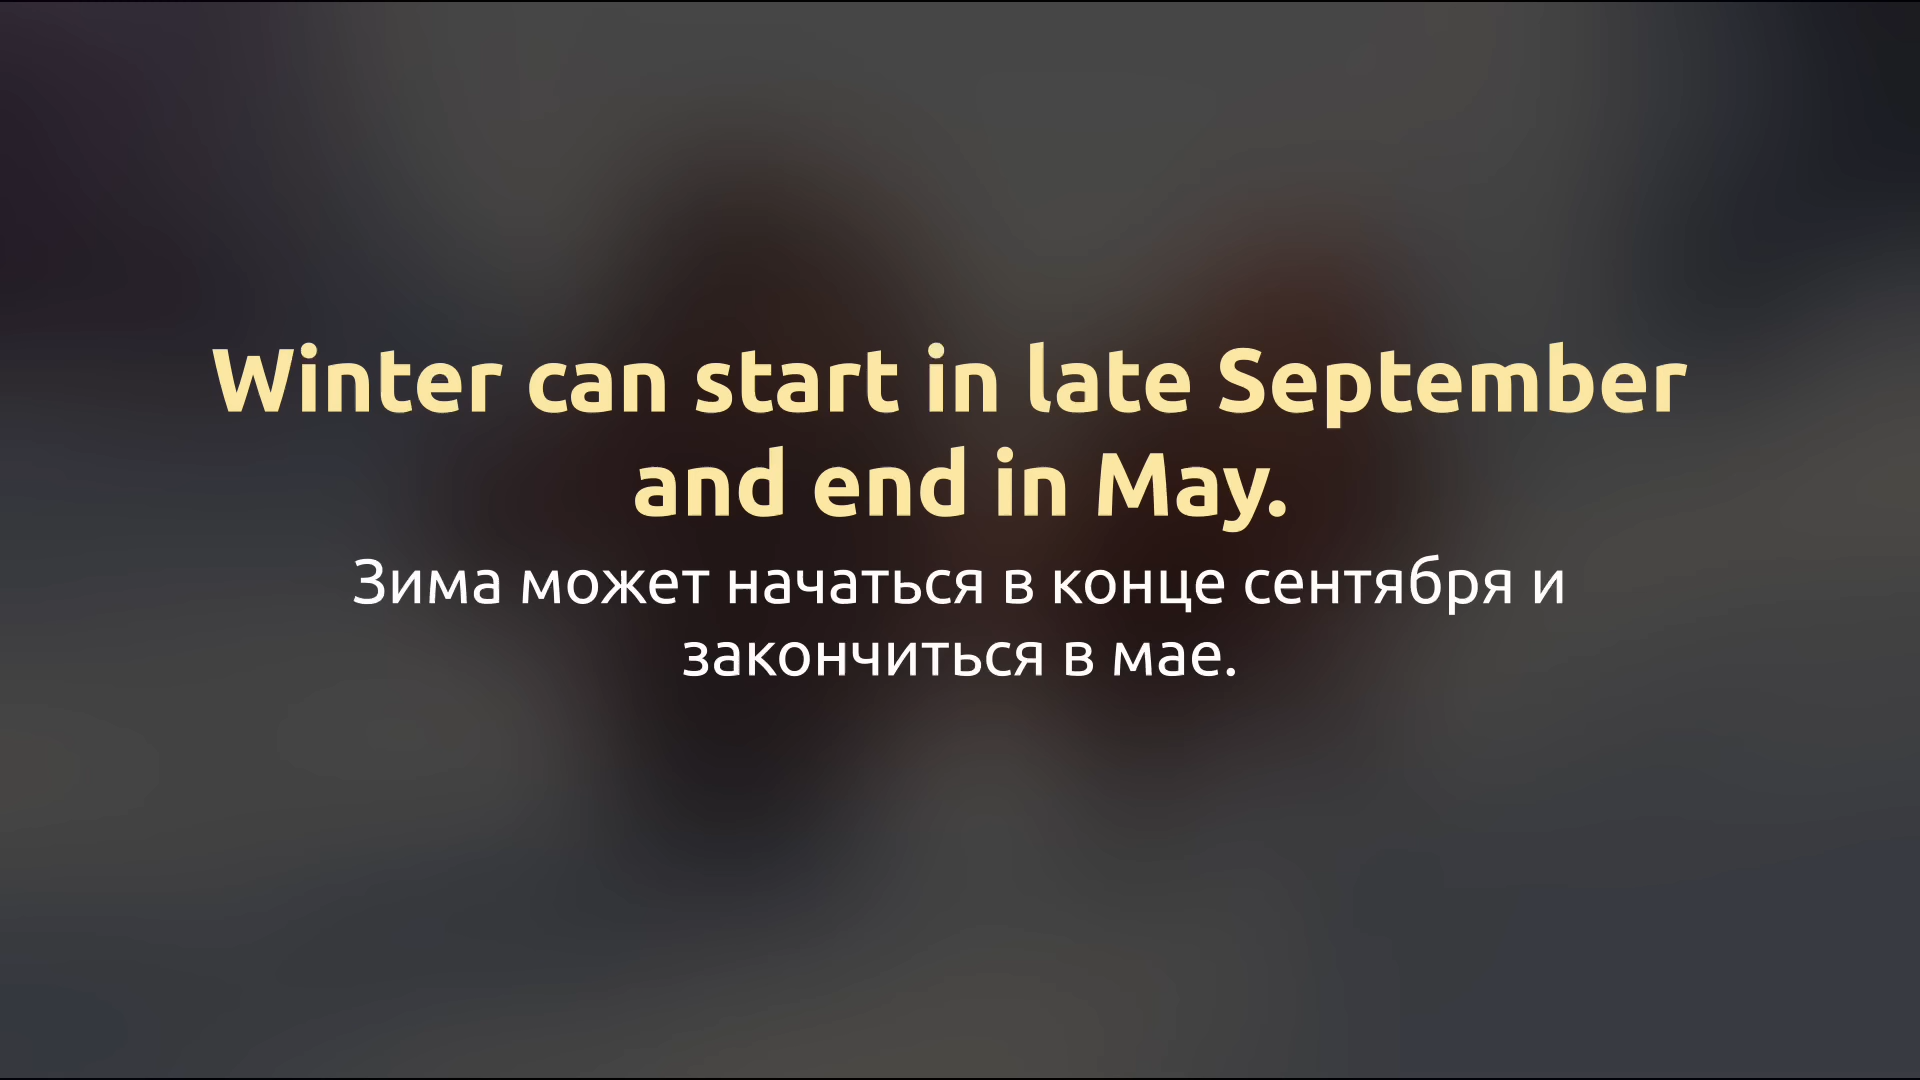 Winter can start in late September
and end in May.
Зима может начаться в конце сентября и
закончиться в мае.